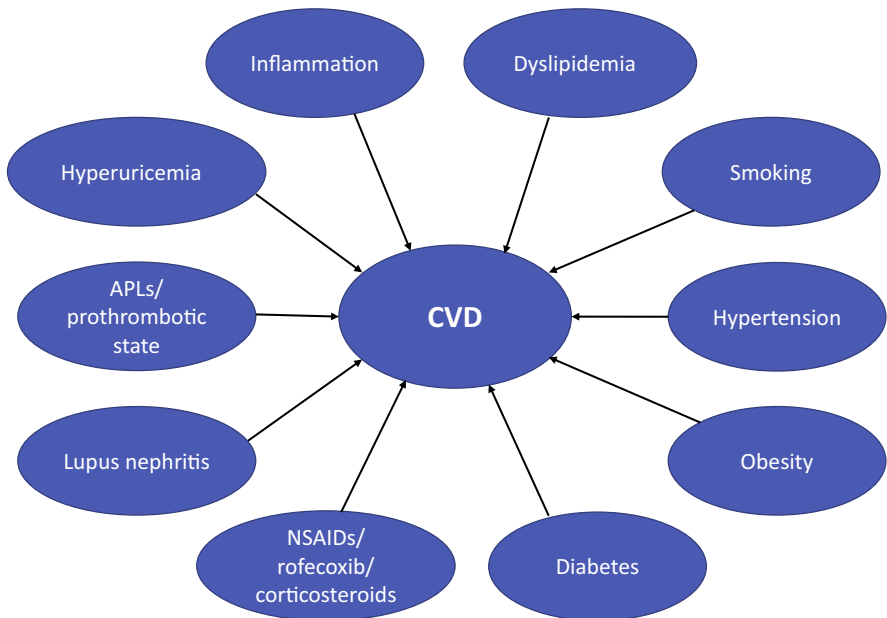 Inflammation
Dyslipidemia
Hyperuricemia
Smoking
APLs/
prothrombotic
state
CVD
Hypertension
Lupus nephritis
Obesity
NSAIDs/
rofecoxib/
corticosteroids
Diabetes